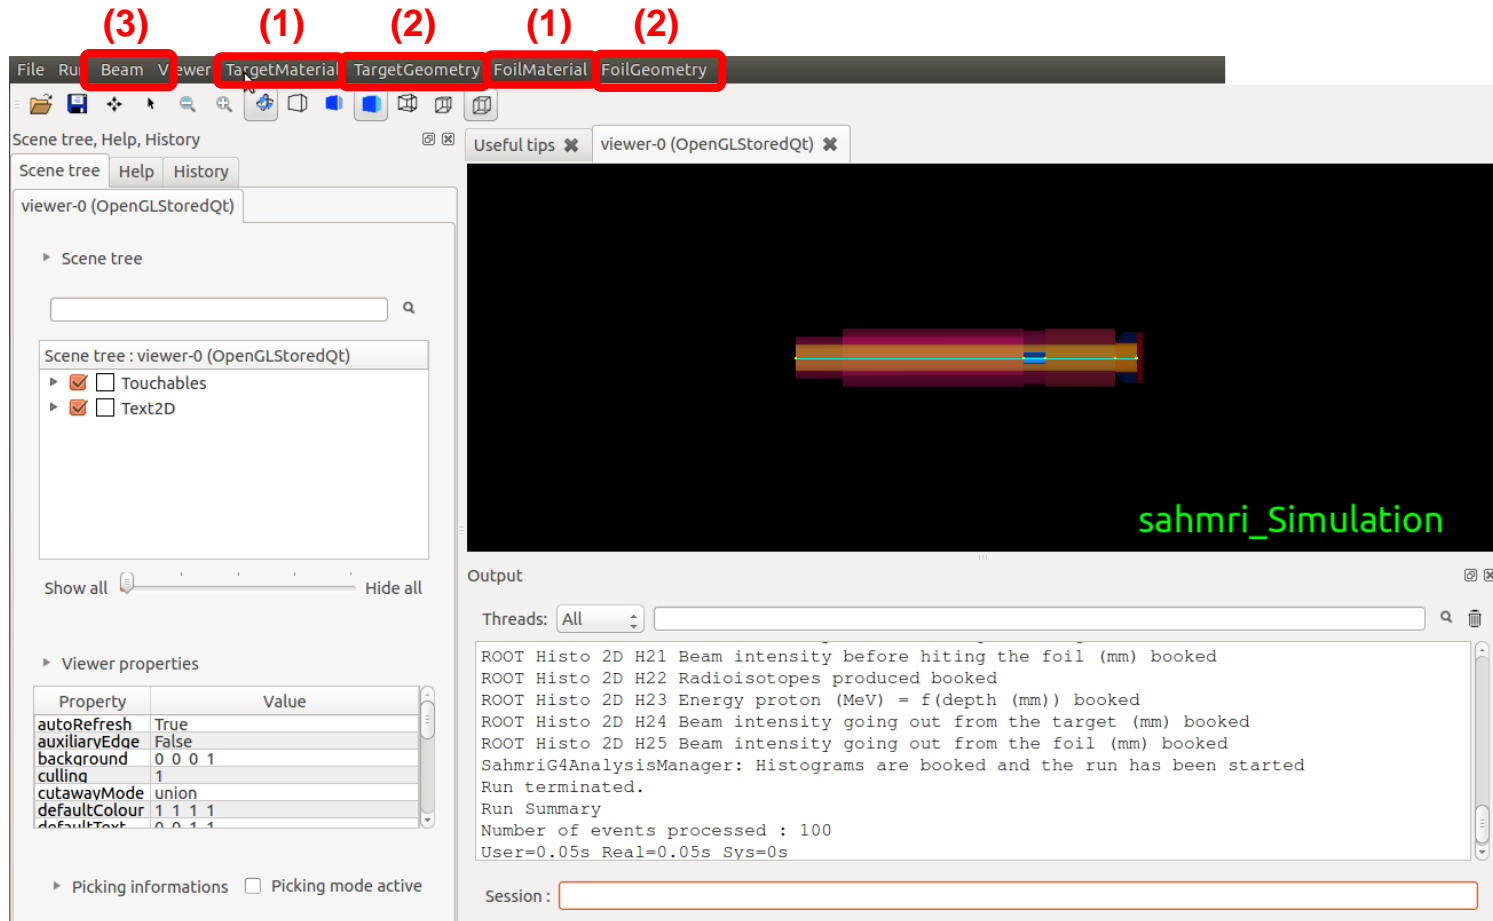 (3) (1) (2) (1) (2)
File Run Beam Viewer TargetMaterial TargetGeometry FoilMaterial FoilGeometry
Scene tree, Help, History
Useful tips viewer-0 (OpenGLStoredQt)
Scene tree Help History
viewer-0 (OpenGLStoredQt)
Scene tree
Scene tree : viewer-0 (OpenGLStoredQt)
Touchables
Text2D
Show all Hide all
Viewer properties
Property Value
autoRefresh True
auxiliaryEdge False
background 0 0 0 1
culling 1
cutawayMode union
defaultColour 1 1 1 1
defaultText 0 0 1 1
Picking informations Picking mode active
sahmri_Simulation
Output
Threads: All
ROOT Histo 2D H21 Beam intensity before hiting the foil (mm) booked
ROOT Histo 2D H22 Radioisotopes produced booked
ROOT Histo 2D H23 Energy proton (MeV) = f(depth (mm)) booked
ROOT Histo 2D H24 Beam intensity going out from the target (mm) booked
ROOT Histo 2D H25 Beam intensity going out from the foil (mm) booked
SahmriG4AnalysisManager: Histograms are booked and the run has been started
Run terminated.
Run Summary
Number of events processed : 100
User=0.05s Real=0.05s Sys=0s
Session :